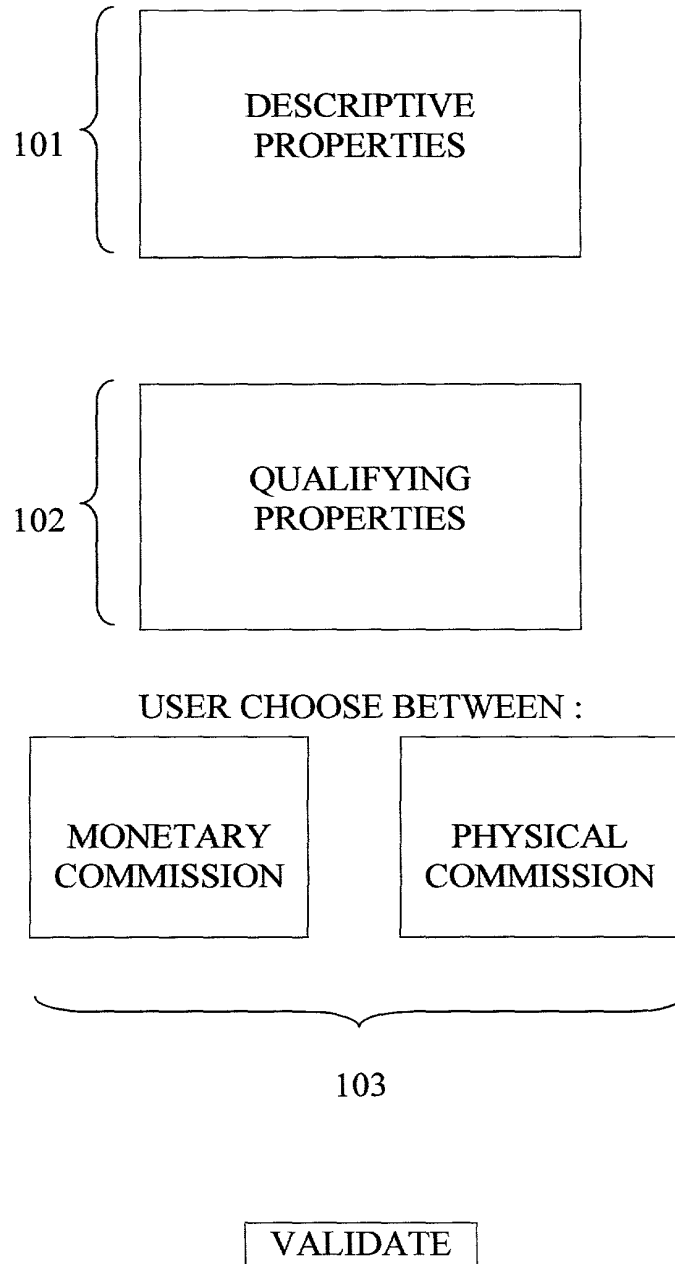 DESCRIPTIVE
PROPERTIES
101
QUALIFYING
PROPERTIES
102
USER CHOOSE BETWEEN :
MONETARY
COMMISSION
PHYSICAL
COMMISSION
103
VALIDATE